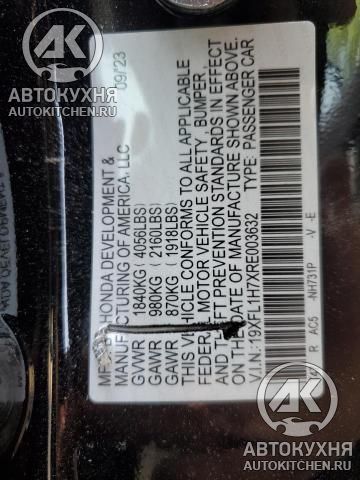 АВТОКУХНЯ
AUTOKITCHEN.RU
MFD. BY HONDA DEVELOPMENT & 09/23
MANUFACTURING OF AMERICA, LLC
GVWR 1840KG (4056LBS)
GAWR 980KG (2160LBS)
GAWR 870KG (1918LBS)
THIS VEHICLE CONFORMS TO ALL APPLICABLE
FEDERAL MOTOR VEHICLE SAFETY, BUMPER,
AND THEFT PREVENTION STANDARDS IN EFFECT
ON THE DATE OF MANUFACTURE SHOWN ABOVE.
V.I.N.: 19XFL1H7XRE003632 TYPE: PASSENGER CAR
R AC5 -NH731P -V -E
АВТОКУХНЯ
AUTOKITCHEN.RU